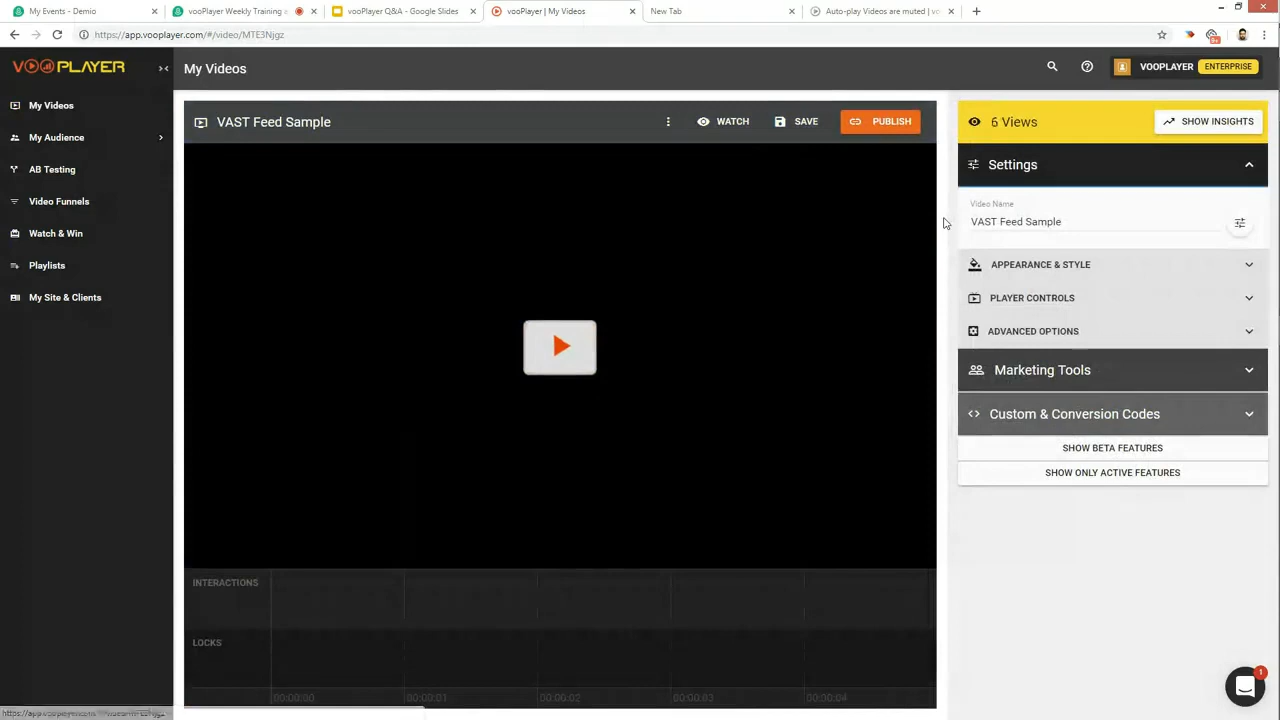 My Events - Demio
vooPlayer Weekly Training e
vooPlayer Q&A - Google Slides
vooPlayer | My Videos
New Tab
Auto-play Videos are muted | vo
https://app.vooplayer.com/#/video/MTE3Njgz
VOOPLAYER
My Videos
9+
VOOPLAYER
ENTERPRISE
My Videos
My Audience
AB Testing
Video Funnels
Watch & Win
Playlists
My Site & Clients
VAST Feed Sample
WATCH
SAVE
PUBLISH
INTERACTIONS
LOCKS
00:00:00
00:00:01
00:00:02
00:00:03
00:00:04
6 Views
SHOW INSIGHTS
Settings
Video Name
VAST Feed Sample
APPEARANCE & STYLE
PLAYER CONTROLS
ADVANCED OPTIONS
Marketing Tools
Custom & Conversion Codes
SHOW BETA FEATURES
SHOW ONLY ACTIVE FEATURES
1